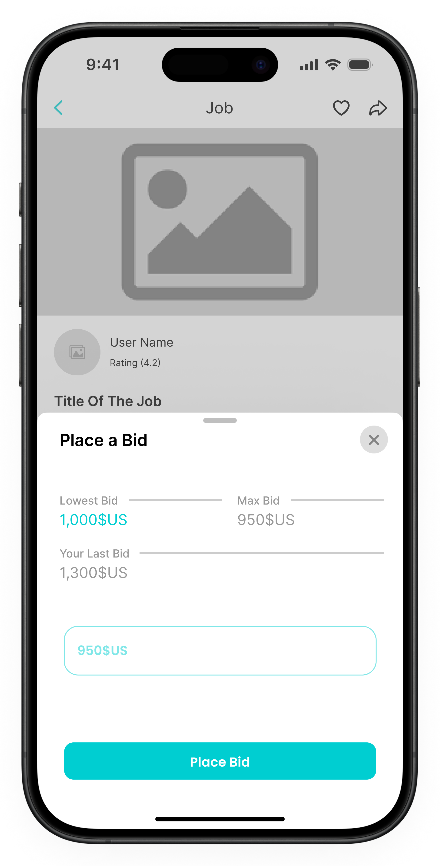 9:41
Job
User Name
Rating (4.2)
Title Of The Job
Place a Bid
Lowest Bid
1,000$US
Max Bid
950$US
Your Last Bid
1,300$US
950$US
Place Bid